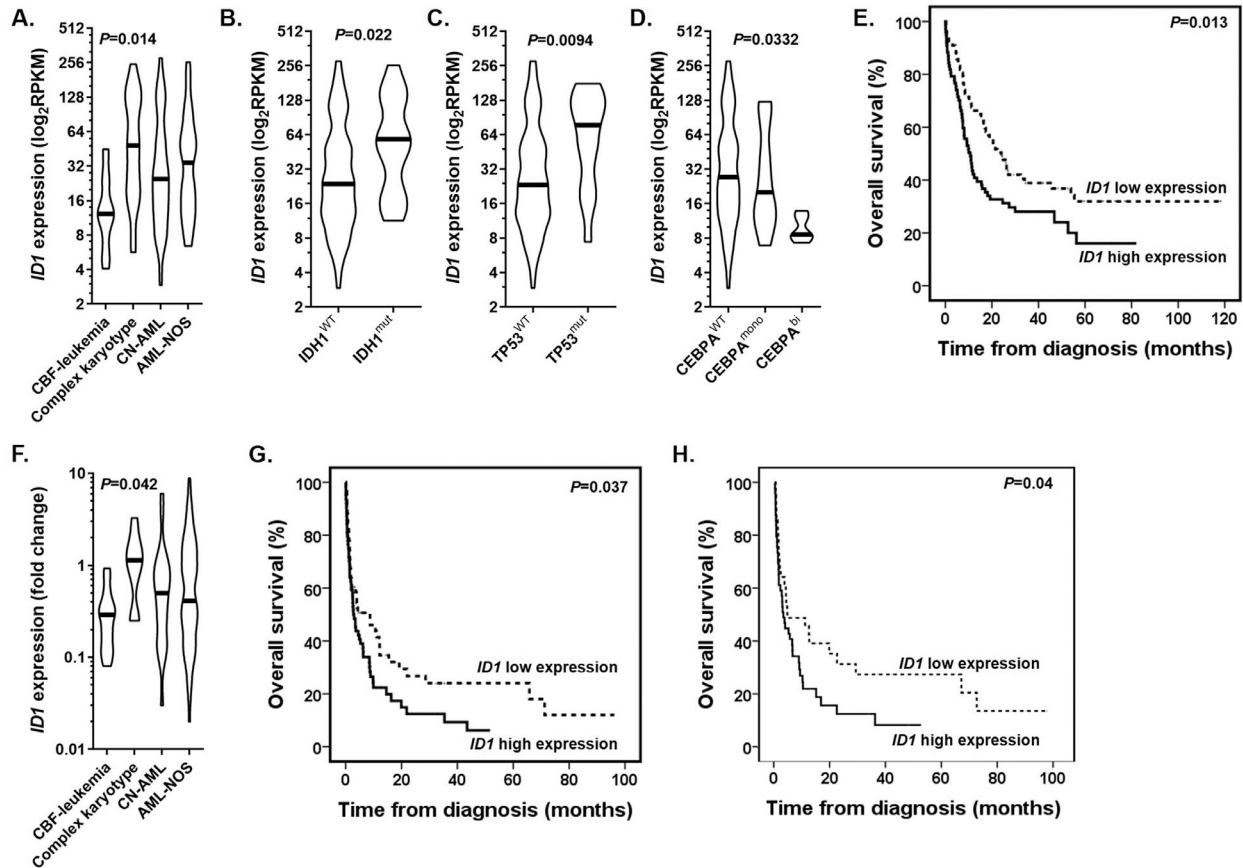 A.
P=0.014
ID1 expression (log2RPKM)
512
256
128
64
32
16
8
4
2
CBF-leukemia
Complex karyotype
CN-AML
AML-NOS
B.
P=0.022
ID1 expression (log2RPKM)
512
256
128
64
32
16
8
4
2
IDH1WT
IDH1mut
C.
P=0.0094
ID1 expression (log2RPKM)
512
256
128
64
32
16
8
4
2
TP53WT
TP53mut
D.
P=0.0332
ID1 expression (log2RPKM)
512
256
128
64
32
16
8
4
2
CEBPAWT
CEBPAmono
CEBPAbi
E.
P=0.013
Overall survival (%)
100
80
60
40
20
0
ID1 low expression
ID1 high expression
0 20 40 60 80 100 120
Time from diagnosis (months)
F.
P=0.042
ID1 expression (fold change)
10
1
0.1
0.01
CBF-leukemia
Complex karyotype
CN-AML
AML-NOS
G.
P=0.037
Overall survival (%)
100
80
60
40
20
0
ID1 low expression
ID1 high expression
0 20 40 60 80 100
Time from diagnosis (months)
H.
P=0.04
Overall survival (%)
100
80
60
40
20
0
ID1 low expression
ID1 high expression
0 20 40 60 80 100
Time from diagnosis (months)